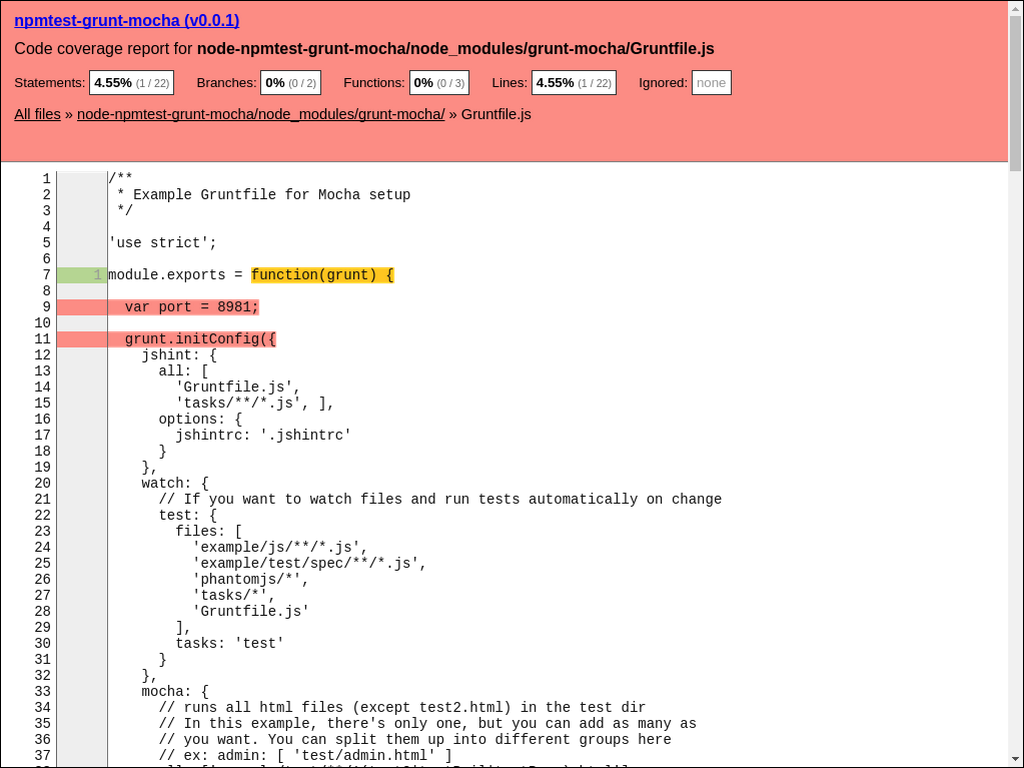 npmtest-grunt-mocha (v0.0.1)
Code coverage report for node-npmtest-grunt-mocha/node_modules/grunt-mocha/Gruntfile.js
Statements: 4.55% (1 / 22) Branches: 0% (0 / 2) Functions: 0% (0 / 3) Lines: 4.55% (1 / 22) Ignored: none
All files » node-npmtest-grunt-mocha/node_modules/grunt-mocha/ » Gruntfile.js
1 /**
2 * Example Gruntfile for Mocha setup
3 */
4
5 'use strict';
6
7 1 module.exports = function(grunt) {
8
9 var port = 8981;
10
11 grunt.initConfig({
12 jshint: {
13 all: [
14 'Gruntfile.js',
15 'tasks/**/*.js', ],
16 options: {
17 jshintrc: '.jshintrc'
18 }
19 },
20 watch: {
21 // If you want to watch files and run tests automatically on change
22 test: {
23 files: [
24 'example/js/**/*.js',
25 'example/test/spec/**/*.js',
26 'phantomjs/*',
27 'tasks/*',
28 'Gruntfile.js'
29 ],
30 tasks: 'test'
31 }
32 },
33 mocha: {
34 // runs all html files (except test2.html) in the test dir
35 // In this example, there's only one, but you can add as many as
36 // you want. You can split them up into different groups here
37 // ex: admin: [ 'test/admin.html' ]